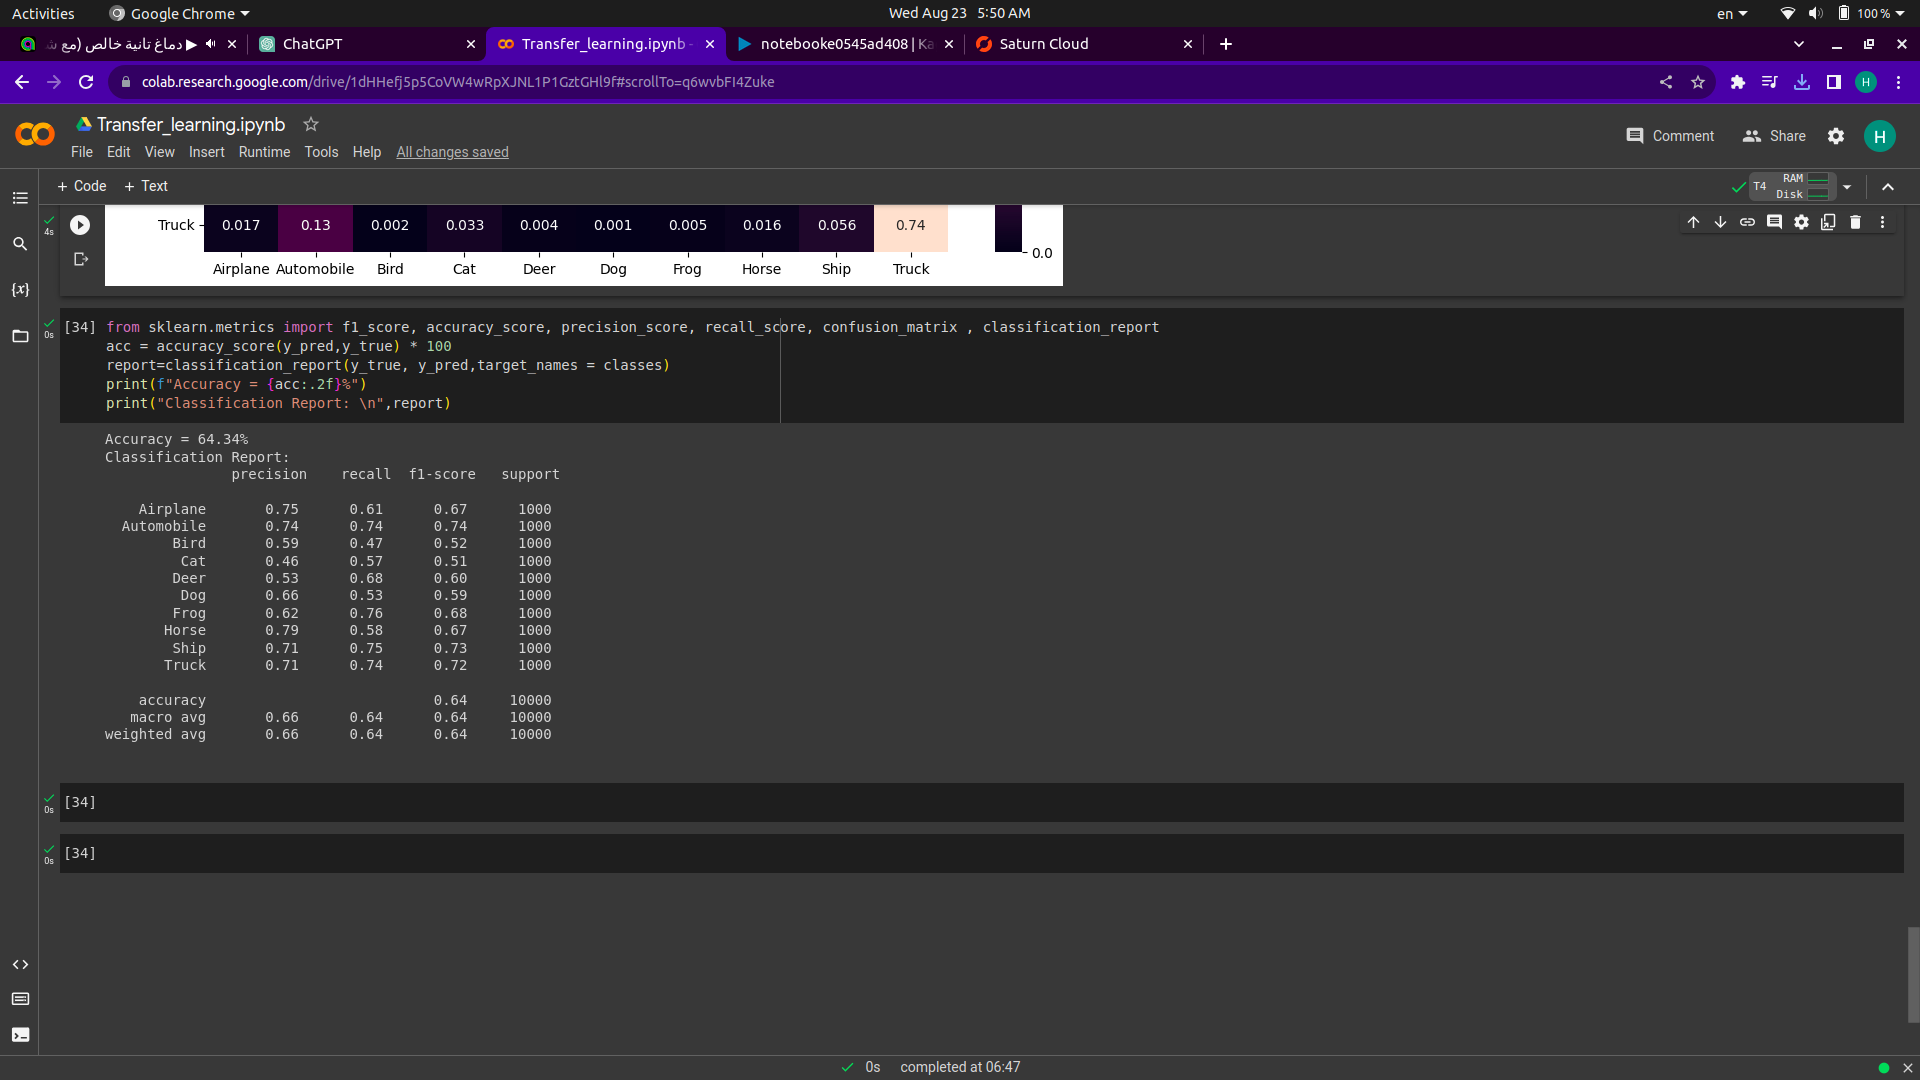 Activities Google Chrome Wed Aug 23 5:50 AM en 100 %
دماغ تانية خالص (مع ChatGPT Transfer_learning.ipynb - notebooke0545ad408 | Ka Saturn Cloud
colab.research.google.com/drive/1dHHefj5p5CoVW4wRpXJNL1P1GztGHl9f#scrollTo=q6wvbFI4Zuke H
Transfer_learning.ipynb
File Edit View Insert Runtime Tools Help All changes saved Comment Share H
+ Code + Text T4 RAM Disk
4s Truck 0.017 0.13 0.002 0.033 0.004 0.001 0.005 0.016 0.056 0.74
0.0
Airplane Automobile Bird Cat Deer Dog Frog Horse Ship Truck
{x}
0s [34] from sklearn.metrics import f1_score, accuracy_score, precision_score, recall_score, confusion_matrix , classification_report
acc = accuracy_score(y_pred,y_true) * 100
report=classification_report(y_true, y_pred,target_names = classes)
print(f"Accuracy = {acc:.2f}%")
print("Classification Report: \n",report)
Accuracy = 64.34%
Classification Report:
precision recall f1-score support
Airplane 0.75 0.61 0.67 1000
Automobile 0.74 0.74 0.74 1000
Bird 0.59 0.47 0.52 1000
Cat 0.46 0.57 0.51 1000
Deer 0.53 0.68 0.60 1000
Dog 0.66 0.53 0.59 1000
Frog 0.62 0.76 0.68 1000
Horse 0.79 0.58 0.67 1000
Ship 0.71 0.75 0.73 1000
Truck 0.71 0.74 0.72 1000
accuracy 0.64 10000
macro avg 0.66 0.64 0.64 10000
weighted avg 0.66 0.64 0.64 10000
0s [34]
0s [34]
0s completed at 06:47